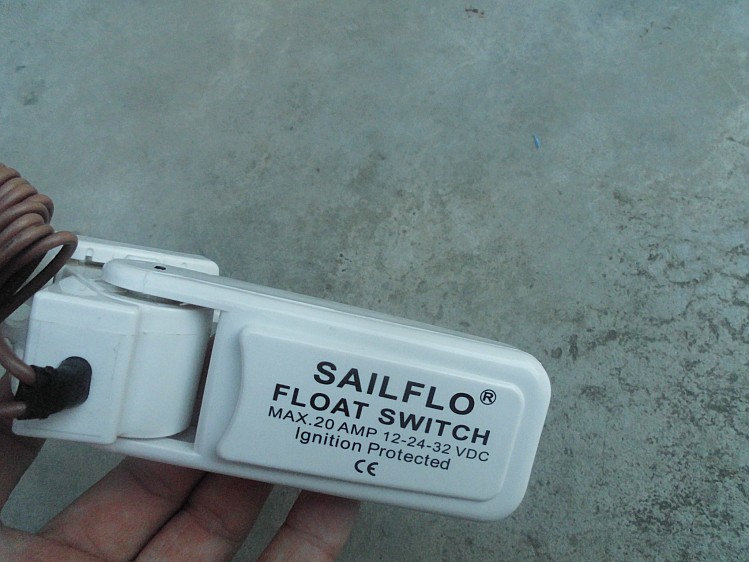 SAILFLO®
FLOAT SWITCH
MAX.20 AMP 12-24-32 VDC
Ignition Protected
CE